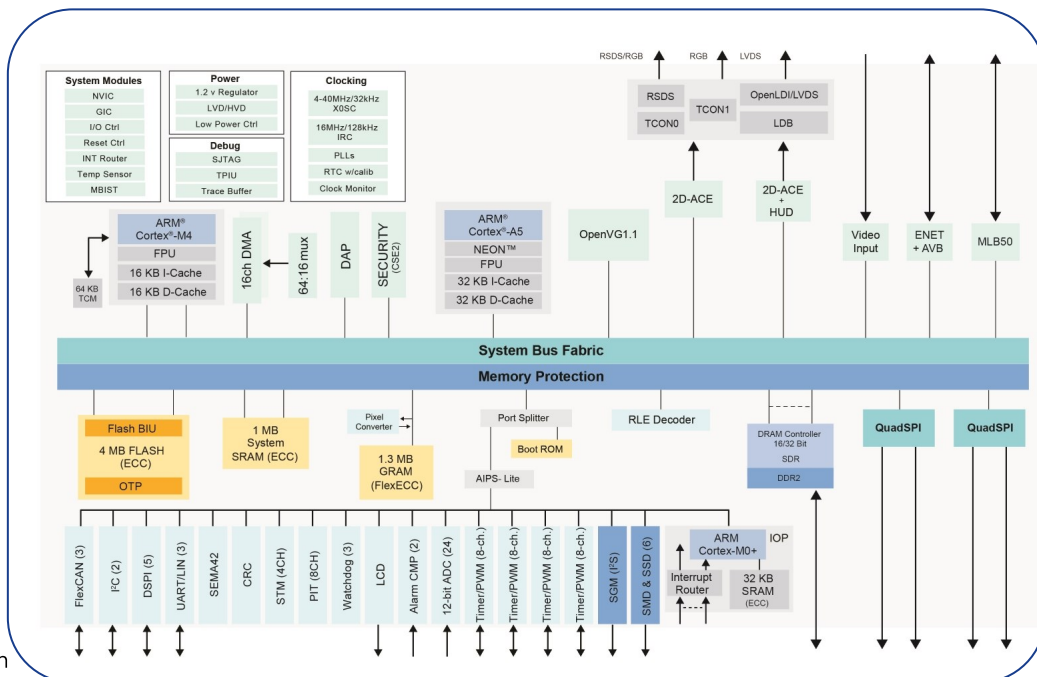 RSDS/RGB
RGB
LVDS
System Modules
NVIC
GIC
I/O Ctrl
Reset Ctrl
INT Router
Temp Sensor
MBIST
Power
1.2 v Regulator
LVD/HVD
Low Power Ctrl
Debug
SJTAG
TPIU
Trace Buffer
Clocking
4-40MHz/32kHz
X0SC
16MHz/128kHz
IRC
PLLs
RTC w/calib
Clock Monitor
RSDS
TCON0
TCON1
OpenLDI/LVDS
LDB
ARM®
Cortex®-M4
FPU
16 KB I-Cache
16 KB D-Cache
64 KB
TCM
16ch DMA
64:16 mux
DAP
SECURITY
(CSE2)
ARM®
Cortex®-A5
NEON™
FPU
32 KB I-Cache
32 KB D-Cache
OpenVG1.1
2D-ACE
2D-ACE
+
HUD
Video
Input
ENET
+ AVB
MLB50
System Bus Fabric
Memory Protection
Flash BIU
4 MB FLASH
(ECC)
OTP
1 MB
System
SRAM (ECC)
Pixel
Converter
1.3 MB
GRAM
(FlexECC)
Port Splitter
Boot ROM
AIPS- Lite
RLE Decoder
DRAM Controller
16/32 Bit
SDR
DDR2
QuadSPI
QuadSPI
FlexCAN (3)
I²C (2)
DSPI (5)
UART/LIN (3)
SEMA42
CRC
STM (4CH)
PIT (8CH)
Watchdog (3)
LCD
Alarm CMP (2)
12-bit ADC (24)
Timer/PWM (8-ch.)
Timer/PWM (8-ch.)
Timer/PWM (8-ch.)
Timer/PWM (8-ch.)
SGM (I²S)
SMD & SSD (6)
ARM
Cortex-M0+
IOP
Interrupt
Router
32 KB
SRAM
(ECC)
n